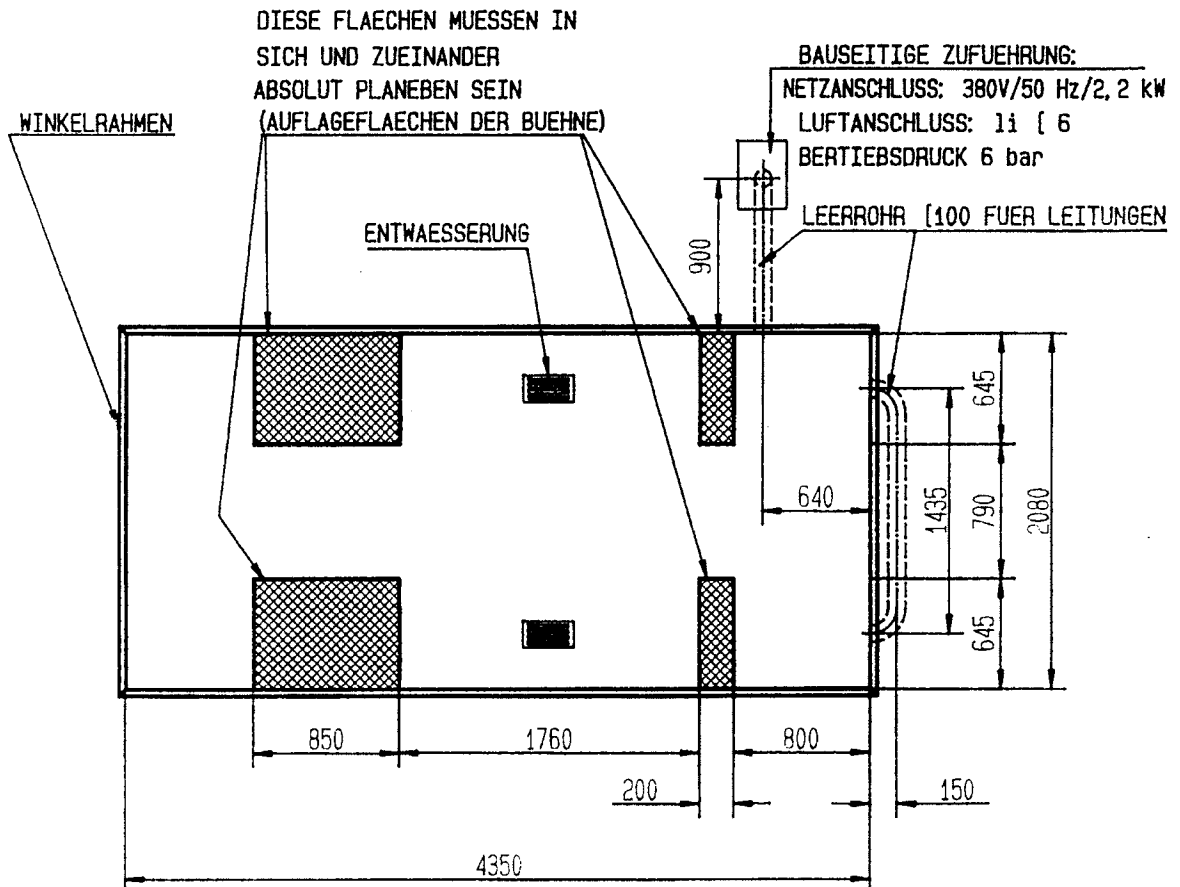 DIESE FLAECHEN MUESSEN IN
SICH UND ZUEINANDER
ABSOLUT PLANEBEN SEIN
(AUFLAGEFLAECHEN DER BUEHNE)
WINKELRAHMEN
BAUSEITIGE ZUFUEHRUNG:
NETZANSCHLUSS: 380V/50 Hz/2,2 kW
LUFTANSCHLUSS: li [ 6
BERTIEBSDRUCK 6 bar
LEERROHR [100 FUER LEITUNGEN
ENTWAESSERUNG
900
645
640
1435
790
2080
645
850
1760
800
200
150
4350